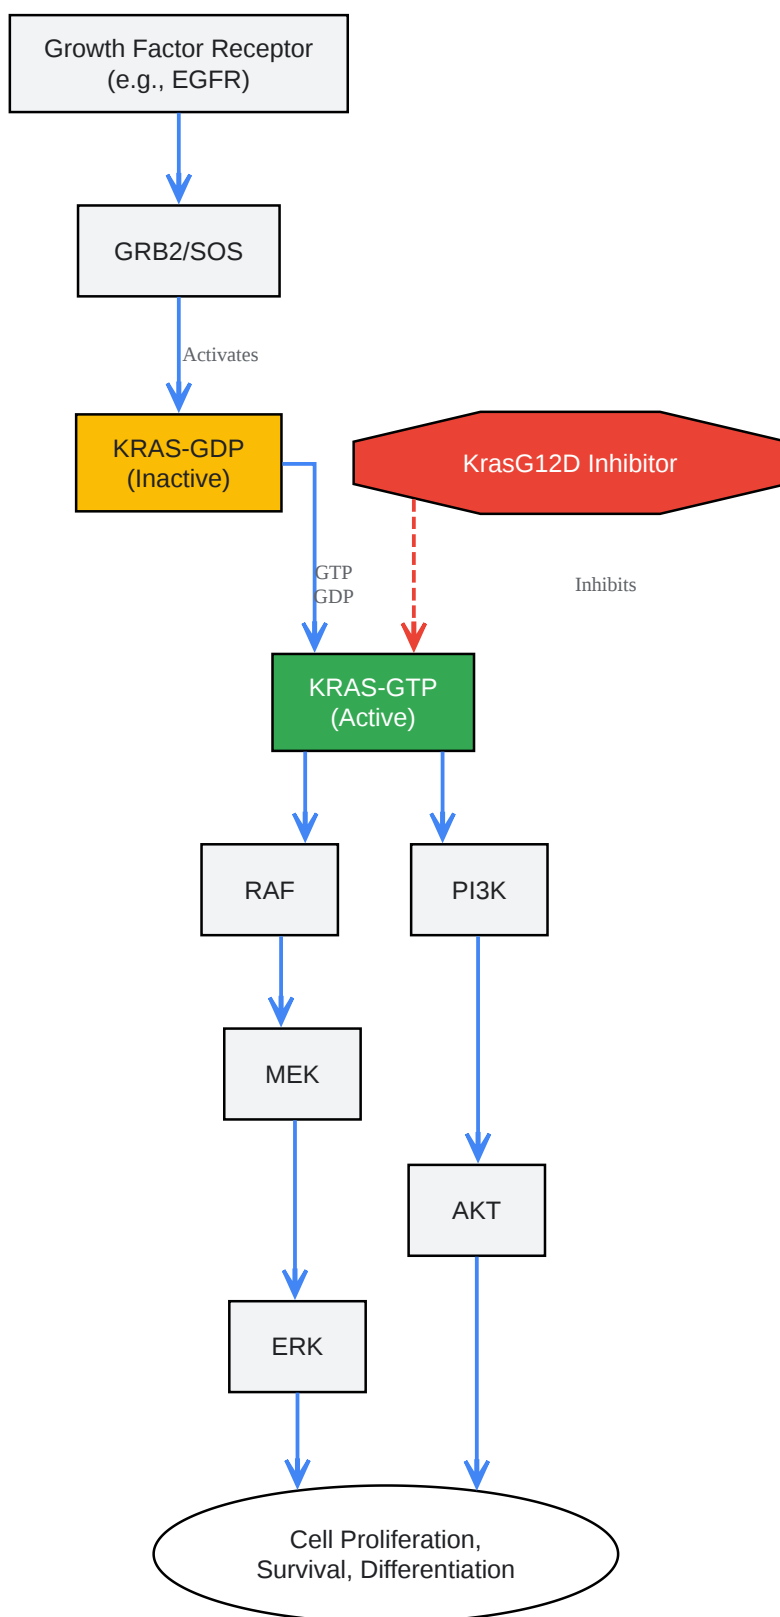 Growth Factor Receptor
(e.g., EGFR)
GRB2/SOS
Activates
KRAS-GDP
(Inactive)
KrasG12D Inhibitor
GTP
GDP
Inhibits
KRAS-GTP
(Active)
RAF
PI3K
MEK
AKT
ERK
Cell Proliferation,
Survival, Differentiation